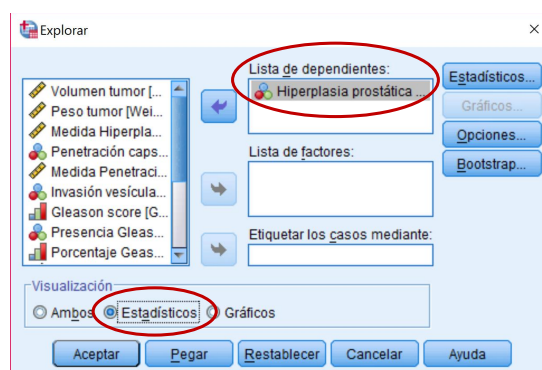 Explorar
Lista de dependientes:
Hiperplasia prostática ...
Estadísticos...
Gráficos...
Opciones...
Bootstrap...
Volumen tumor [...
Peso tumor [Wei...
Medida Hiperpla...
Penetración caps...
Medida Penetraci...
Invasión vesícula...
Gleason score [G...
Presencia Gleas...
Porcentaje Geas...
Lista de factores:
Etiquetar los casos mediante:
Visualización
Ambos Estadísticos Gráficos
Aceptar Pegar Restablecer Cancelar Ayuda